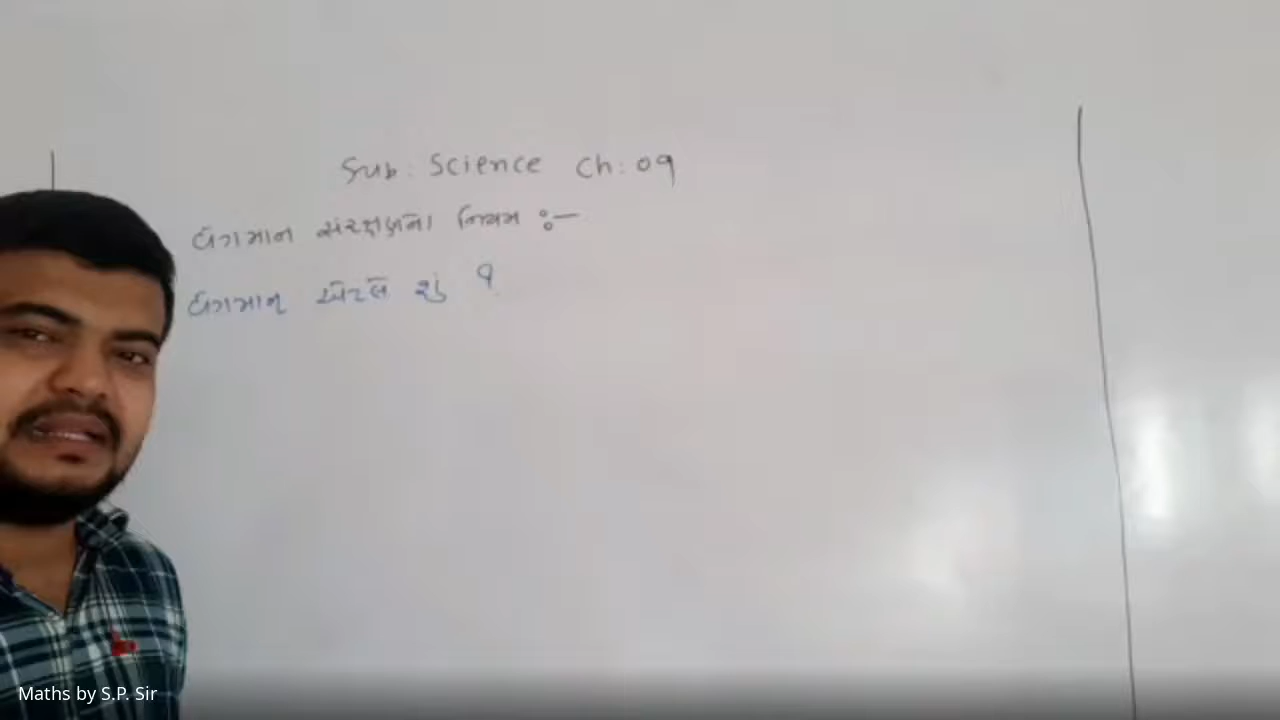 Sub: Science Ch: 09
વેગમાન સંરક્ષણનો નિયમ :-
વેગમાન એટલે શું ?
Maths by S.P. Sir